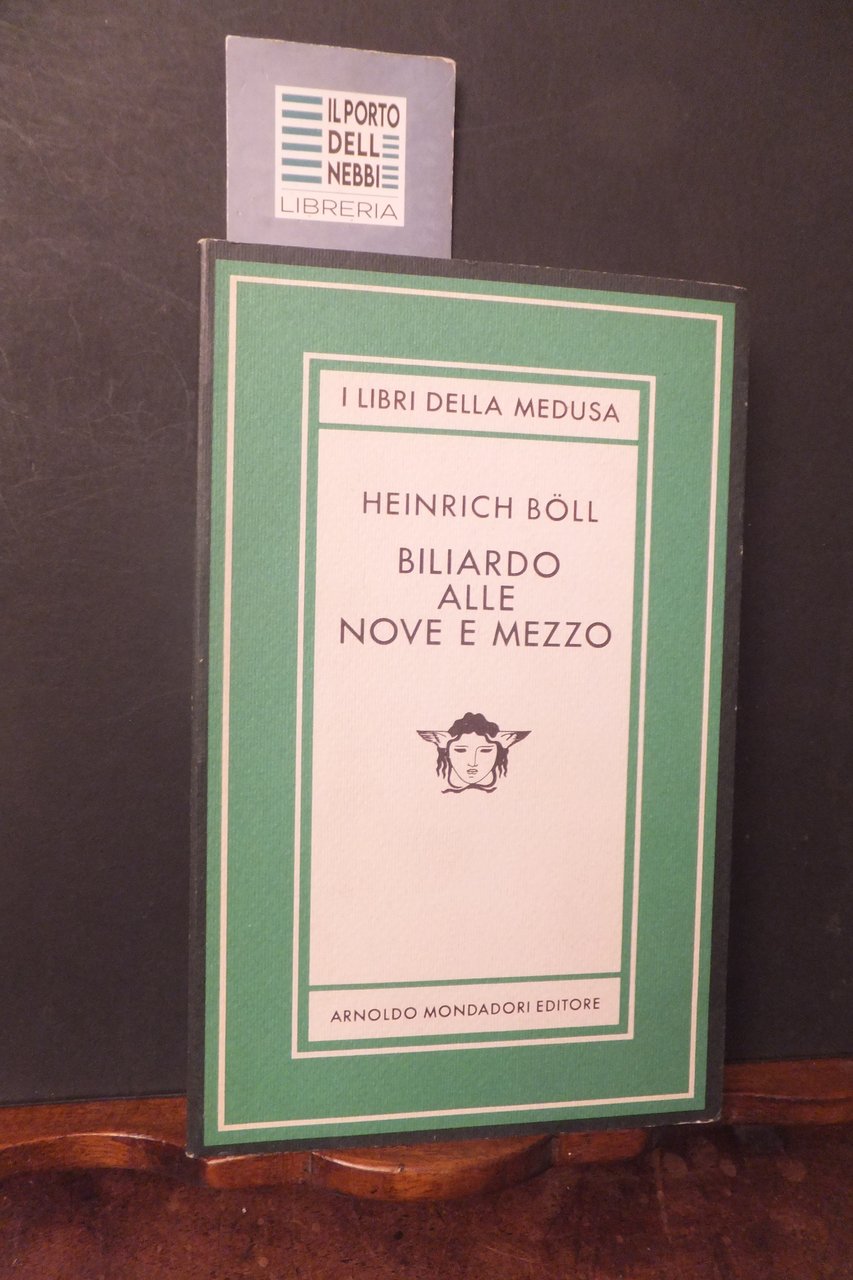 IL PORTO
DELL
NEBBI
LIBRERIA
I LIBRI DELLA MEDUSA
HEINRICH BÖLL
BILIARDO
ALLE
NOVE E MEZZO
ARNOLDO MONDADORI EDITORE